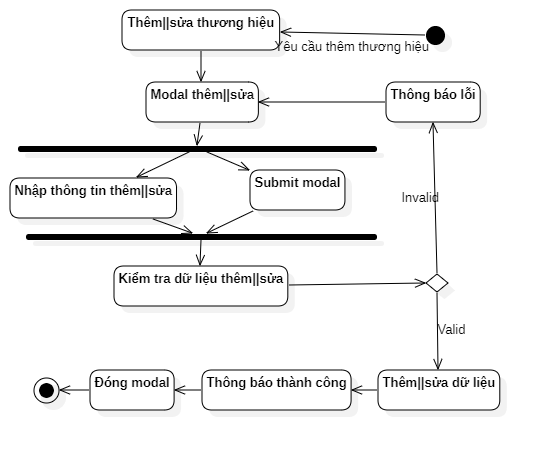 Thêm||sửa thương hiệu
Yêu cầu thêm thương hiệu
Modal thêm||sửa
Thông báo lỗi
Nhập thông tin thêm||sửa
Submit modal
Invalid
Kiểm tra dữ liệu thêm||sửa
Valid
Đóng modal
Thông báo thành công
Thêm||sửa dữ liệu